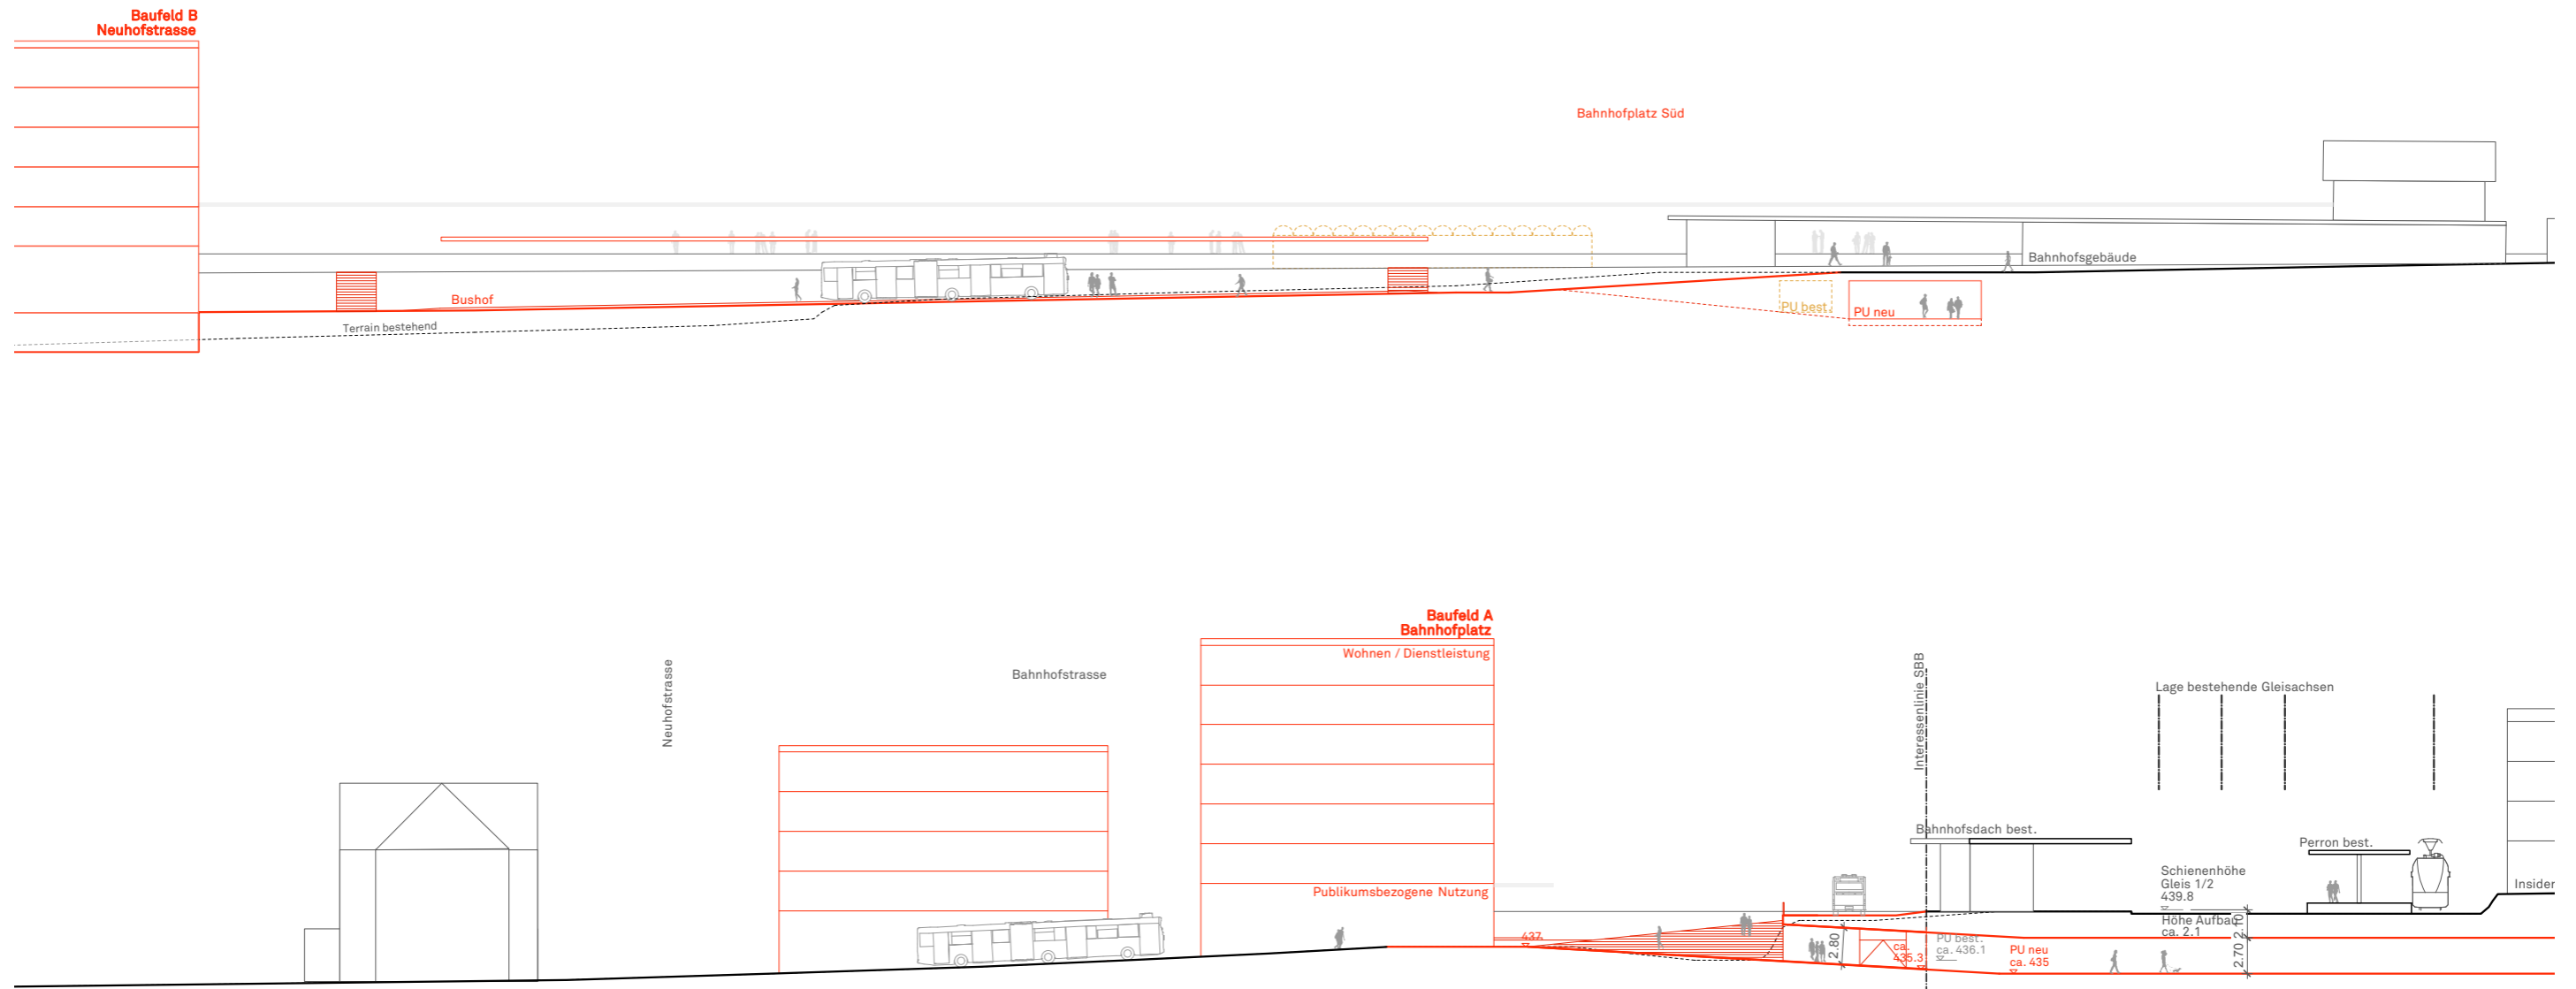 Baufeld B
Neuhofstrasse
Bahnhofplatz Süd
Bahnhofsgebäude
Bushof
PU best.
PU neu
Terrain bestehend
Baufeld A
Bahnhofplatz
Wohnen / Dienstleistung
Neuhofstrasse
Bahnhofstrasse
Interessenlinie SBB
Lage bestehende Gleisachsen
Bahnhofsdach best.
Perron best.
Schienenhöhe
Gleis 1/2
439.8
Publikumsbezogene Nutzung
Insider
Höhe Aufbau
ca. 2.1
2.10
437.
2.80
ca.
435.3
PU best.
ca. 436.1
PU neu
ca. 435
2.70